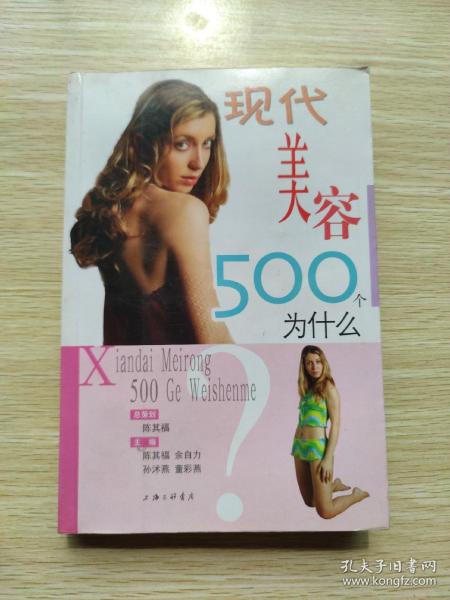 现代
美容
500个
为什么
?
Xiandai Meirong
500 Ge Weishenme
总策划
陈其福
主 编
陈其福 余自力
孙沐燕 董彩燕
上海三联书店
孔夫子旧书网
www.kongfz.com